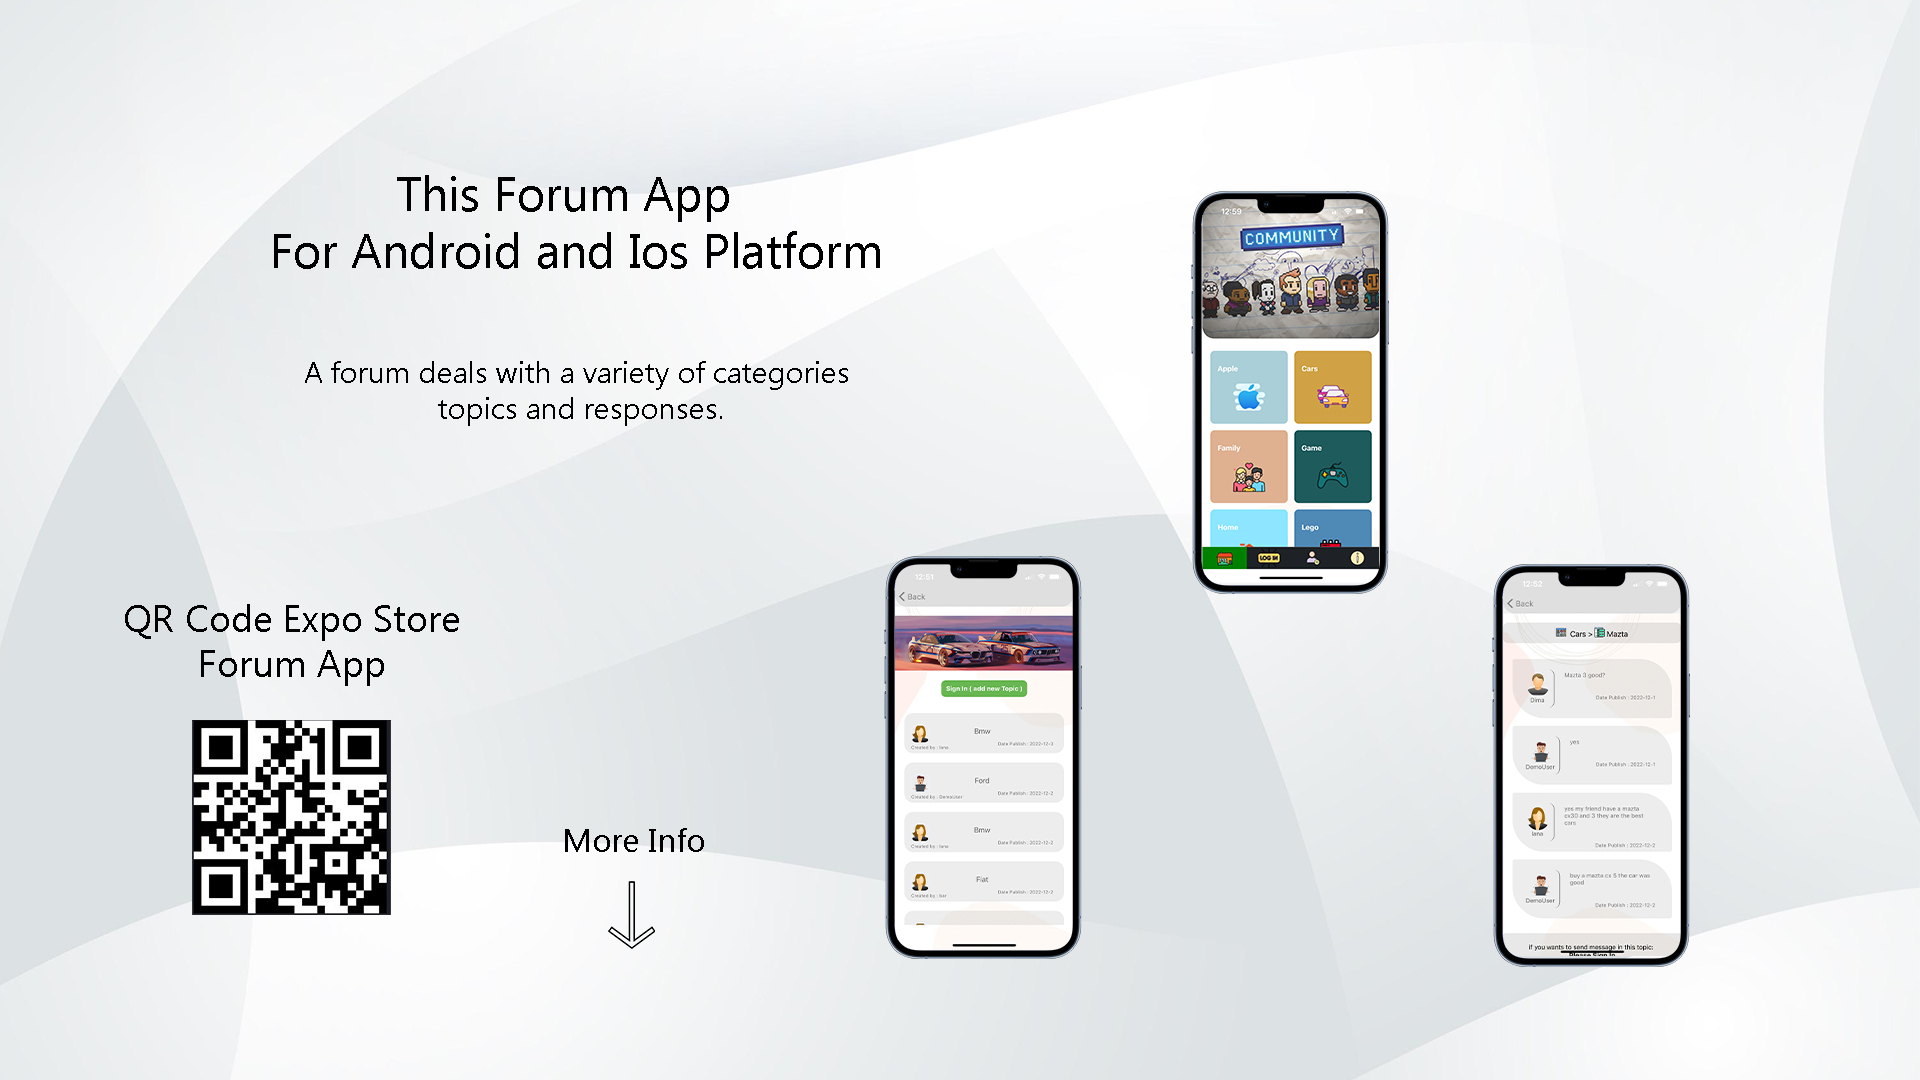 This Forum App
For Android and Ios Platform
A forum deals with a variety of categories
topics and responses.
QR Code Expo Store
Forum App
More Info
12:59
COMMUNITY
Apple
Cars
Family
Game
Home
Lego
LOG IN
12:51
Back
Sign In ( add new Topic )
Bmw
Created by : Iana
Date Publish : 2022-12-3
Ford
Created by : DemoUser
Date Publish : 2022-12-2
Bmw
Created by : Iana
Date Publish : 2022-12-2
Fiat
Created by : bar
Date Publish : 2022-12-2
12:52
Back
Cars > Mazta
Mazta 3 good?
Dima
Date Publish : 2022-12-1
yes
DemoUser
Date Publish : 2022-12-1
yes my friend have a mazta
cx30 and 3 they are the best
cars
Iana
Date Publish : 2022-12-2
buy a mazta cx 5 the car was
good
DemoUser
Date Publish : 2022-12-2
if you wants to send message in this topic:
Please Sign In